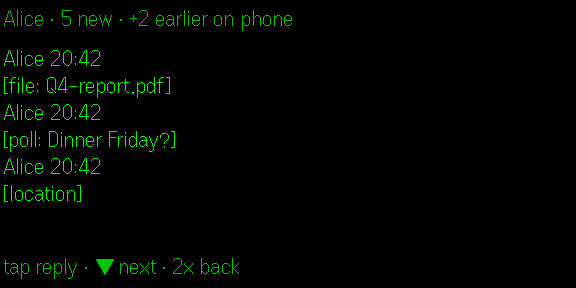 Alice · 5 new · +2 earlier on phone
Alice 20:42
[file: Q4-report.pdf]
Alice 20:42
[poll: Dinner Friday?]
Alice 20:42
[location]
tap reply · ▼ next · 2x back